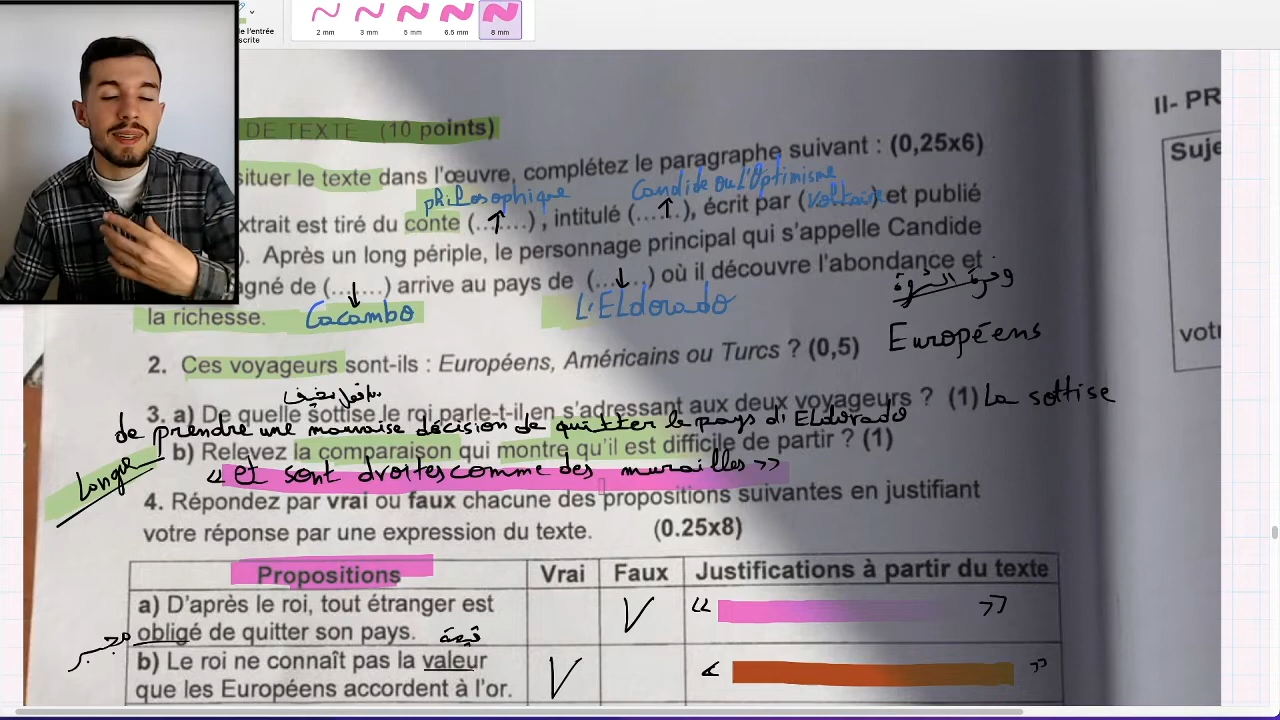 le l'entrée
scrite
2 mm 3 mm 5 mm 6.5 mm 8 mm
DE TEXTE (10 points)
II- PR
situer le texte dans l'œuvre, complétez le paragraphe suivant : (0,25x6)
Suje
philosophique Candide ou l'Optimisme
xtrait est tiré du conte (........), intitulé (......), écrit par (voltaire) et publié
). Après un long périple, le personnage principal qui s'appelle Candide
agné de (........) arrive au pays de (........) où il découvre l'abondance et
وفرة الثروة
la richesse. Cacambo L'ELdorado
Européens
votr
2. Ces voyageurs sont-ils : Européens, Américains ou Turcs ? (0,5)
3. a) De quelle sottise le roi parle-t-il en s'adressant aux deux voyageurs ? (1) La sottise
de prendre une mauvaise décision de quitter le pays d'Eldorado
b) Relevez la comparaison qui montre qu'il est difficile de partir ? (1)
Longue
« et sont droites comme des murailles »
4. Répondez par vrai ou faux chacune des propositions suivantes en justifiant
votre réponse par une expression du texte. (0.25x8)
Propositions Vrai Faux Justifications à partir du texte
a) D'après le roi, tout étranger est
V « »
obligé de quitter son pays. قيمة
مجبر
b) Le roi ne connaît pas la valeur
V « »
que les Européens accordent à l'or.